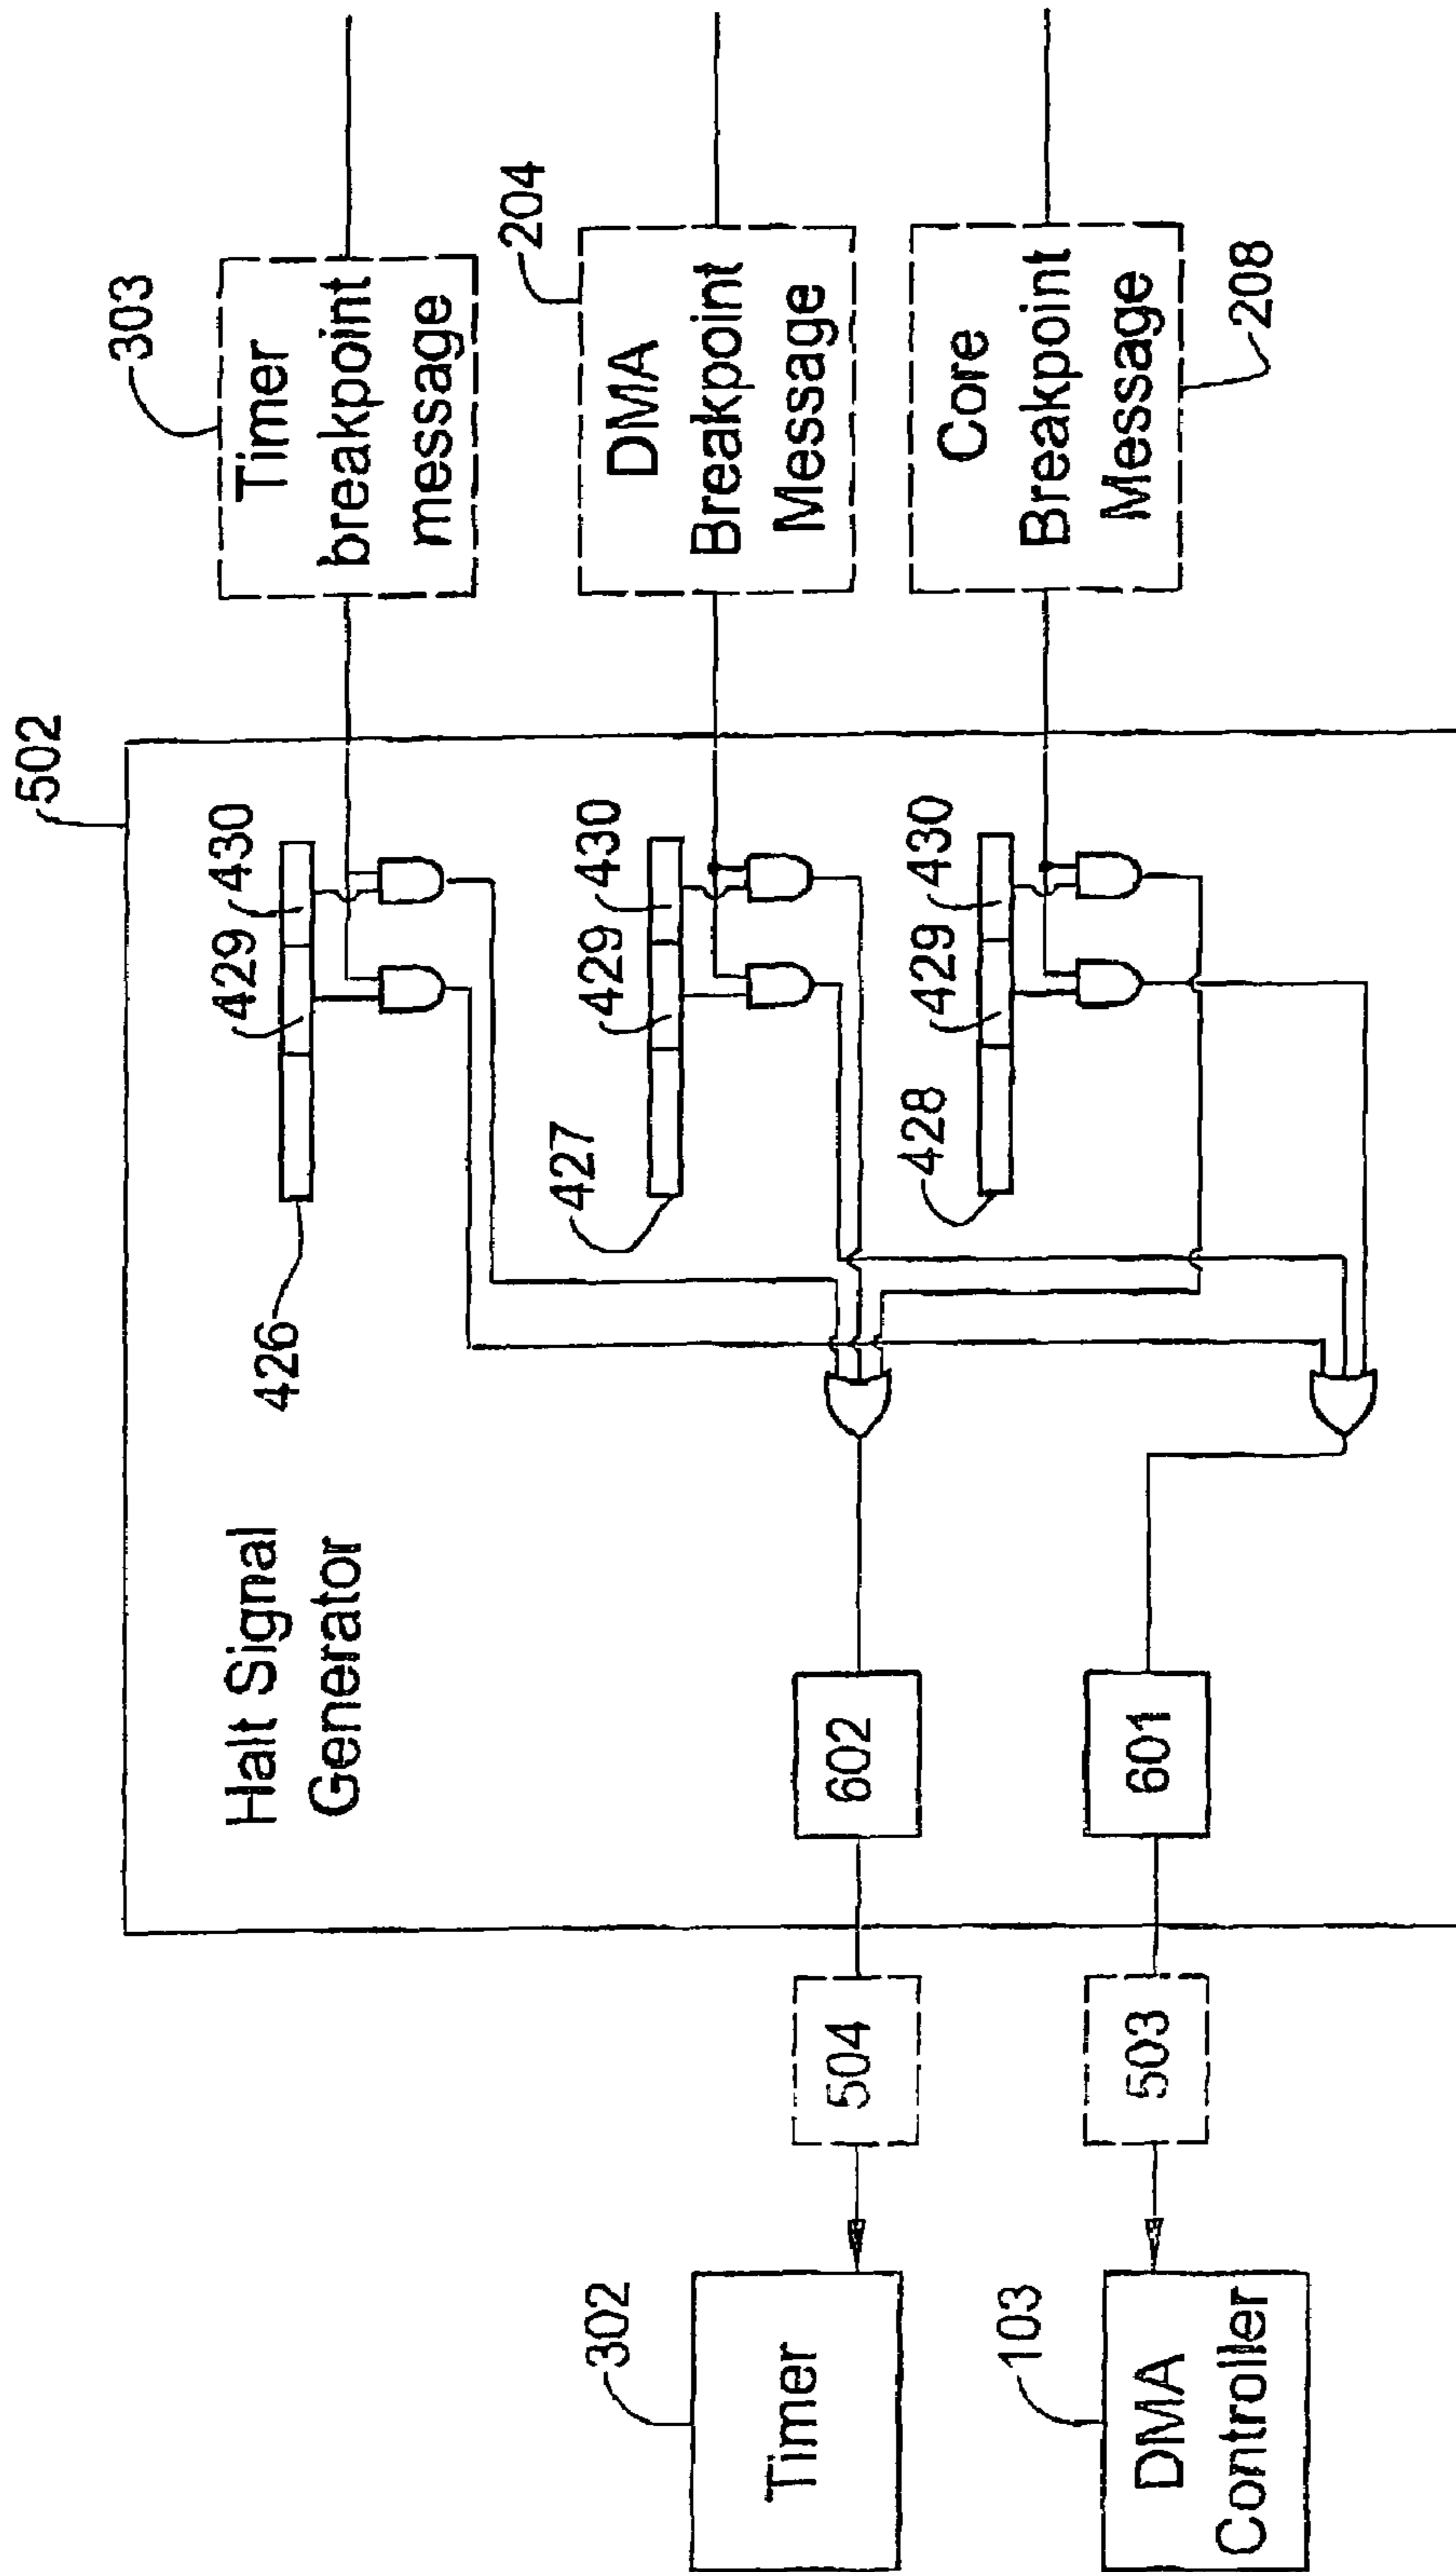 502
Halt Signal
Generator
303
Timer
breakpoint
message
204
DMA
Breakpoint
Message
Core
Breakpoint
Message
208
426
429
430
427
429
430
428
429
430
602
601
504
503
302
Timer
103
DMA
Controller